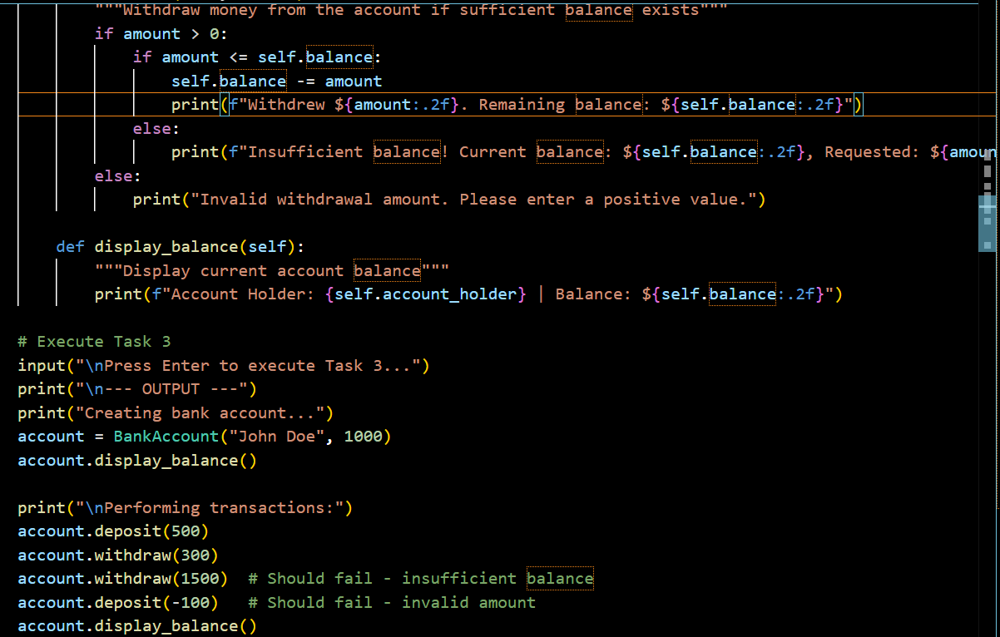 """Withdraw money from the account if sufficient balance exists"""
if amount > 0:
if amount <= self.balance:
self.balance -= amount
print(f"Withdrew ${amount:.2f}. Remaining balance: ${self.balance:.2f}")
else:
print(f"Insufficient balance! Current balance: ${self.balance:.2f}, Requested: ${amoun
else:
print("Invalid withdrawal amount. Please enter a positive value.")
def display_balance(self):
"""Display current account balance"""
print(f"Account Holder: {self.account_holder} | Balance: ${self.balance:.2f}")
# Execute Task 3
input("\nPress Enter to execute Task 3...")
print("\n--- OUTPUT ---")
print("Creating bank account...")
account = BankAccount("John Doe", 1000)
account.display_balance()
print("\nPerforming transactions:")
account.deposit(500)
account.withdraw(300)
account.withdraw(1500)  # Should fail - insufficient balance
account.deposit(-100)   # Should fail - invalid amount
account.display_balance()